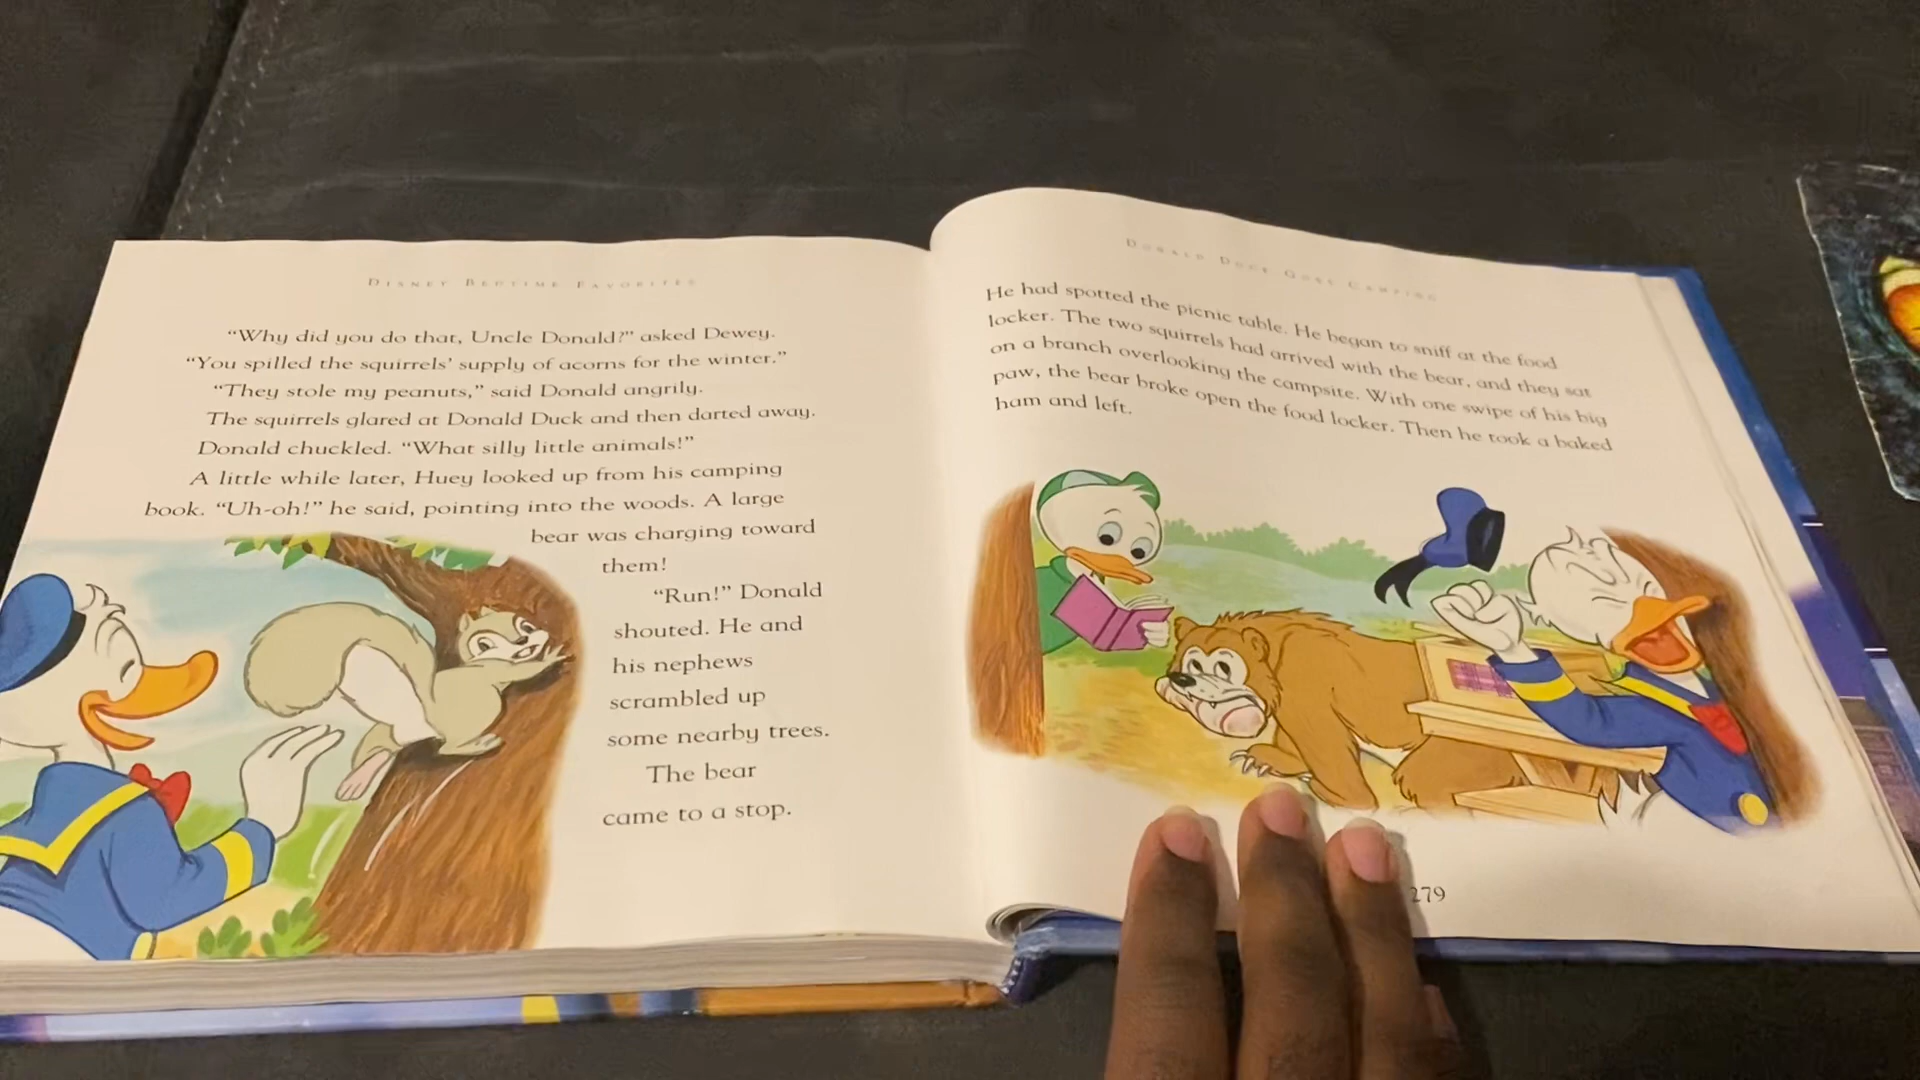 DISNEY BEDTIME FAVORITES
“Why did you do that, Uncle Donald?” asked Dewey.
“You spilled the squirrels’ supply of acorns for the winter.”
“They stole my peanuts,” said Donald angrily.
The squirrels glared at Donald Duck and then darted away.
Donald chuckled. “What silly little animals!”
A little while later, Huey looked up from his camping
book. “Uh-oh!” he said, pointing into the woods. A large
bear was charging toward
them!
“Run!” Donald
shouted. He and
his nephews
scrambled up
some nearby trees.
The bear
came to a stop.
DONALD DUCK GOES CAMPING
He had spotted the picnic table. He began to sniff at the food
locker. The two squirrels had arrived with the bear, and they sat
on a branch overlooking the campsite. With one swipe of his big
paw, the bear broke open the food locker. Then he took a baked
ham and left.
279